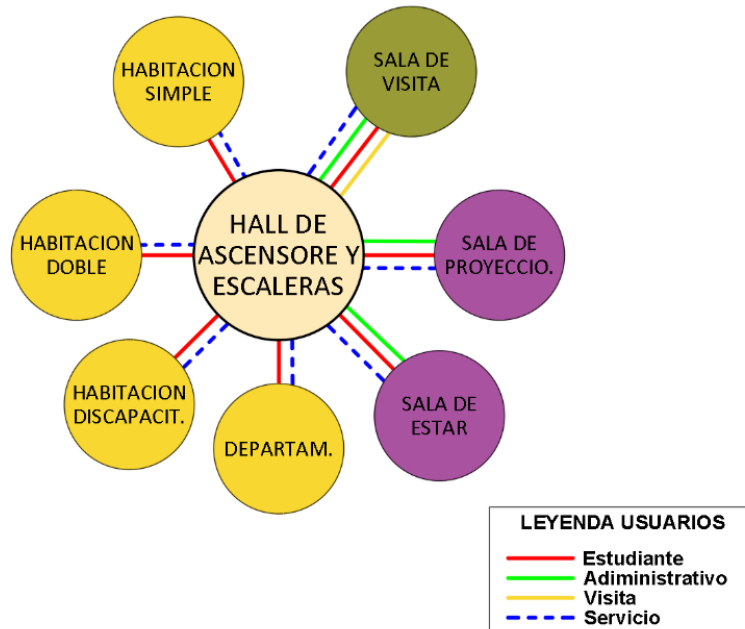 HABITACION
SIMPLE
SALA DE
VISITA
HABITACION
DOBLE
HALL DE
ASCENSORE Y
ESCALERAS
SALA DE
PROYECCIO.
HABITACION
DISCAPACIT.
DEPARTAM.
SALA DE
ESTAR
LEYENDA USUARIOS
Estudiante
Adiministrativo
Visita
Servicio